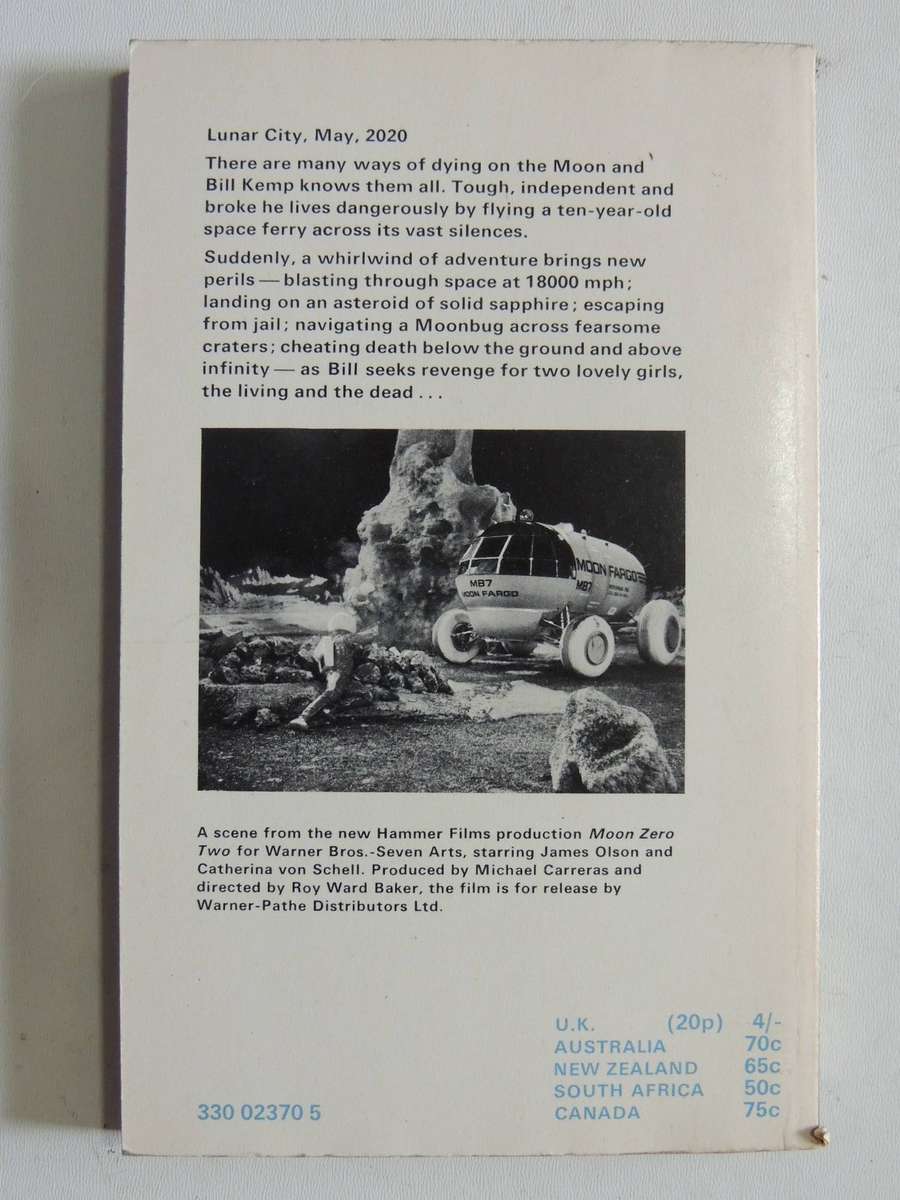 Lunar City, May, 2020
There are many ways of dying on the Moon and
Bill Kemp knows them all. Tough, independent and
broke he lives dangerously by flying a ten-year-old
space ferry across its vast silences.
Suddenly, a whirlwind of adventure brings new
perils — blasting through space at 18000 mph;
landing on an asteroid of solid sapphire; escaping
from jail; navigating a Moonbug across fearsome
craters; cheating death below the ground and above
infinity — as Bill seeks revenge for two lovely girls,
the living and the dead . . .
MOON FARGO
MB7
MB7
MOON FARGO
A scene from the new Hammer Films production Moon Zero
Two for Warner Bros.-Seven Arts, starring James Olson and
Catherina von Schell. Produced by Michael Carreras and
directed by Roy Ward Baker, the film is for release by
Warner-Pathe Distributors Ltd.
U.K. (20p) 4/-
AUSTRALIA 70c
NEW ZEALAND 65c
SOUTH AFRICA 50c
CANADA 75c
330 02370 5